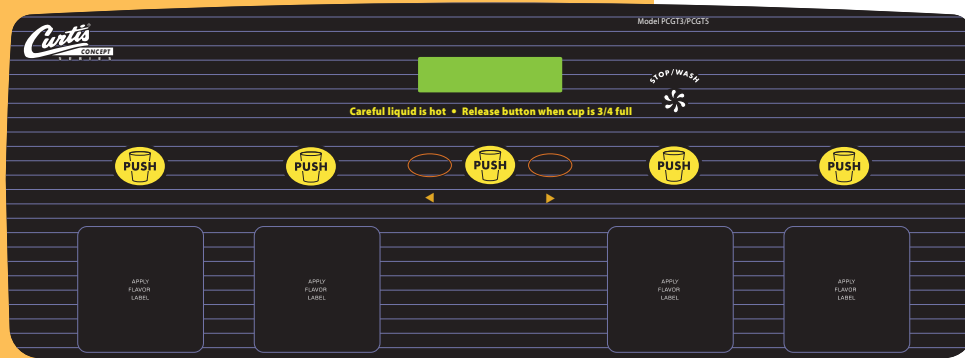 Model PCGT3/PCGT5
Curtis®
CONCEPT
SERIES
STOP/WASH
Careful liquid is hot • Release button when cup is 3/4 full
PUSH
PUSH
PUSH
PUSH
PUSH
APPLY
FLAVOR
LABEL
APPLY
FLAVOR
LABEL
APPLY
FLAVOR
LABEL
APPLY
FLAVOR
LABEL